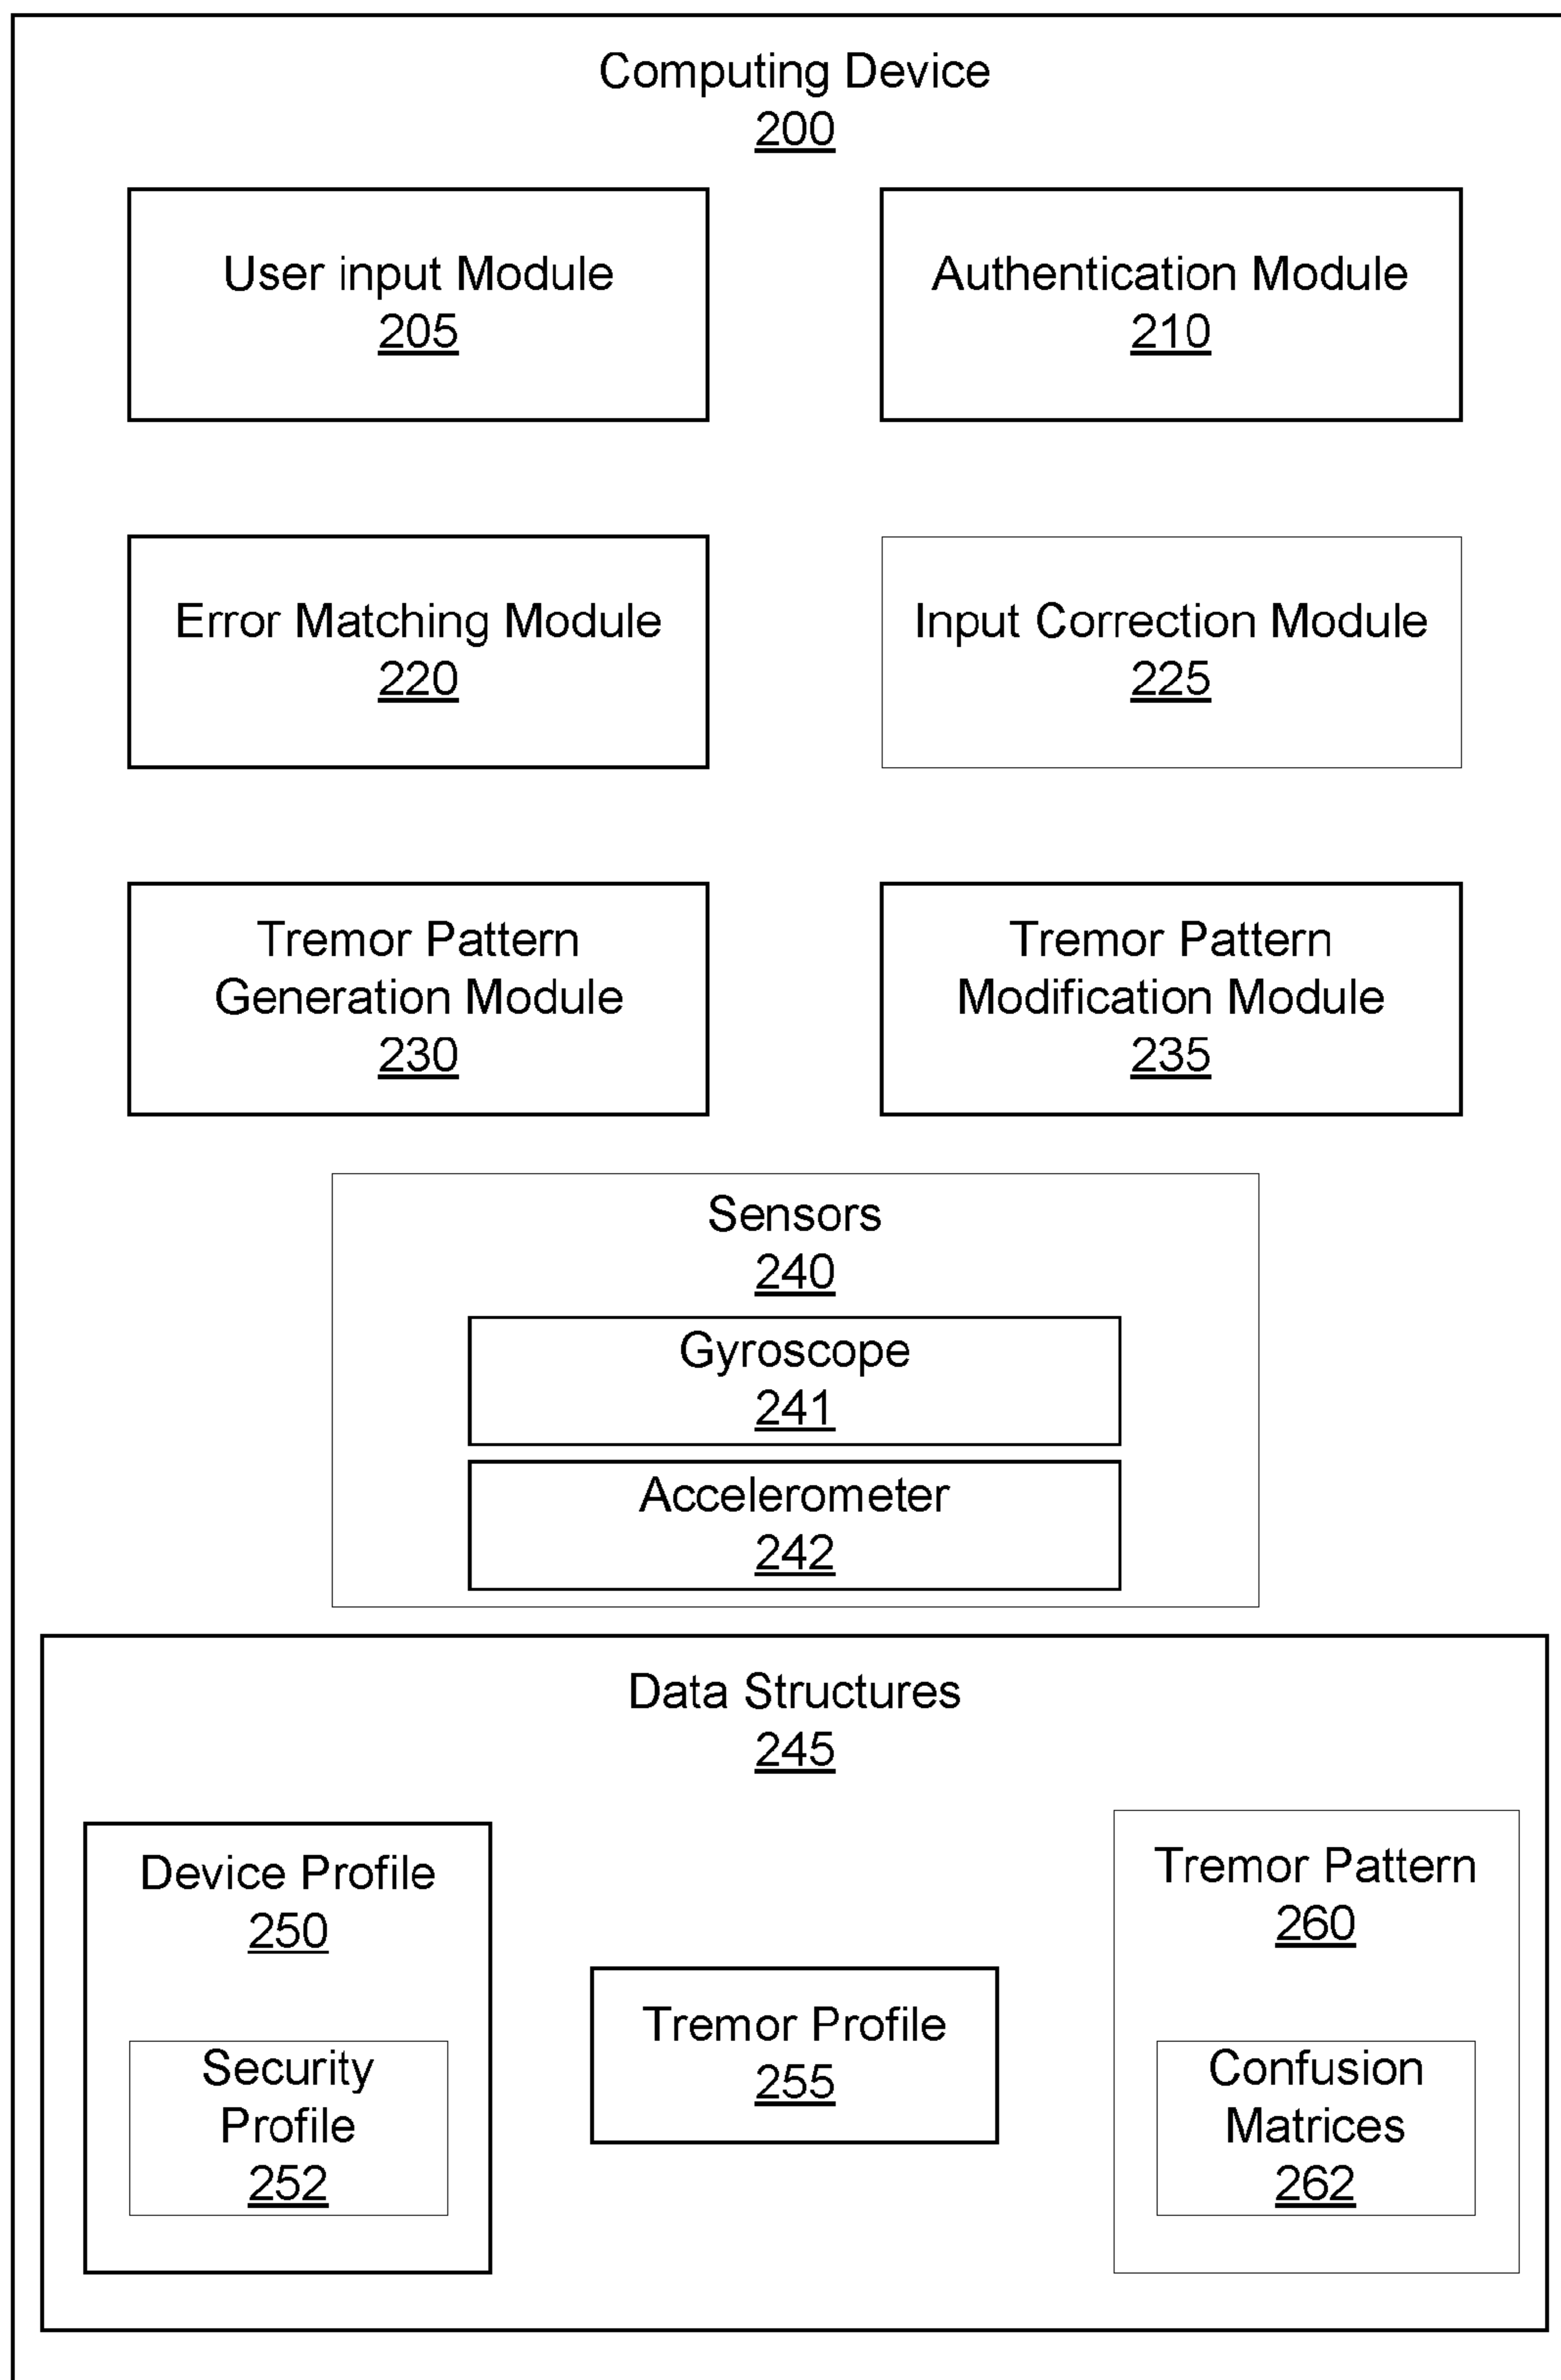 Computing Device
200
User input Module
205
Authentication Module
210
Error Matching Module
220
Input Correction Module
225
Tremor Pattern
Generation Module
230
Tremor Pattern
Modification Module
235
Sensors
240
Gyroscope
241
Accelerometer
242
Data Structures
245
Device Profile
250
Security
Profile
252
Tremor Profile
255
Tremor Pattern
260
Confusion
Matrices
262